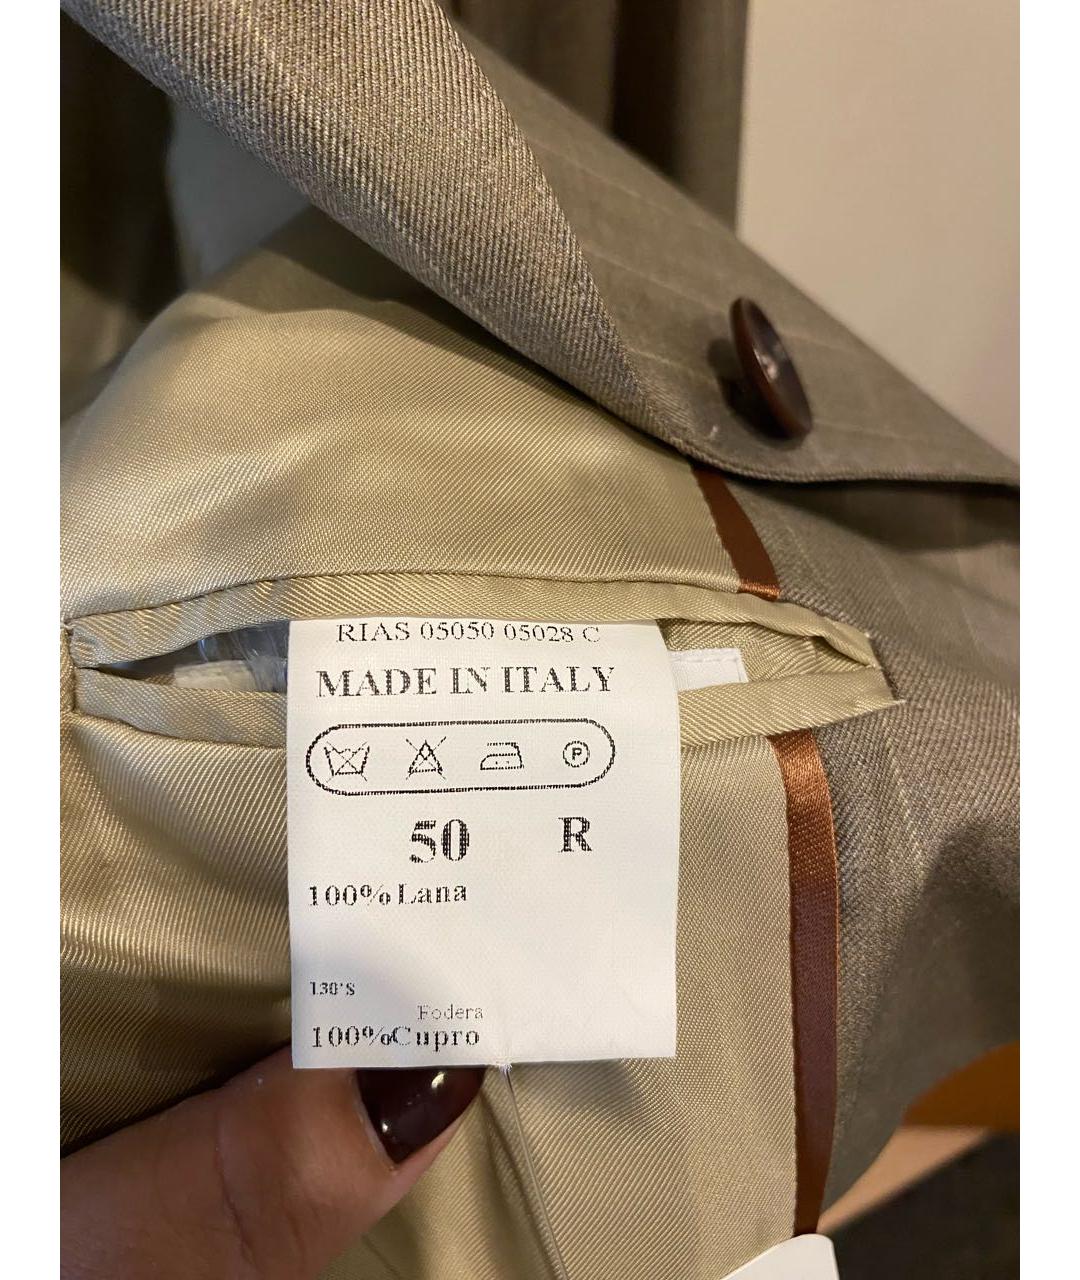 RIAS 05050 05028 C
MADE IN ITALY
P
50 R
100% Lana
130'S
Fodera
100%Cupro